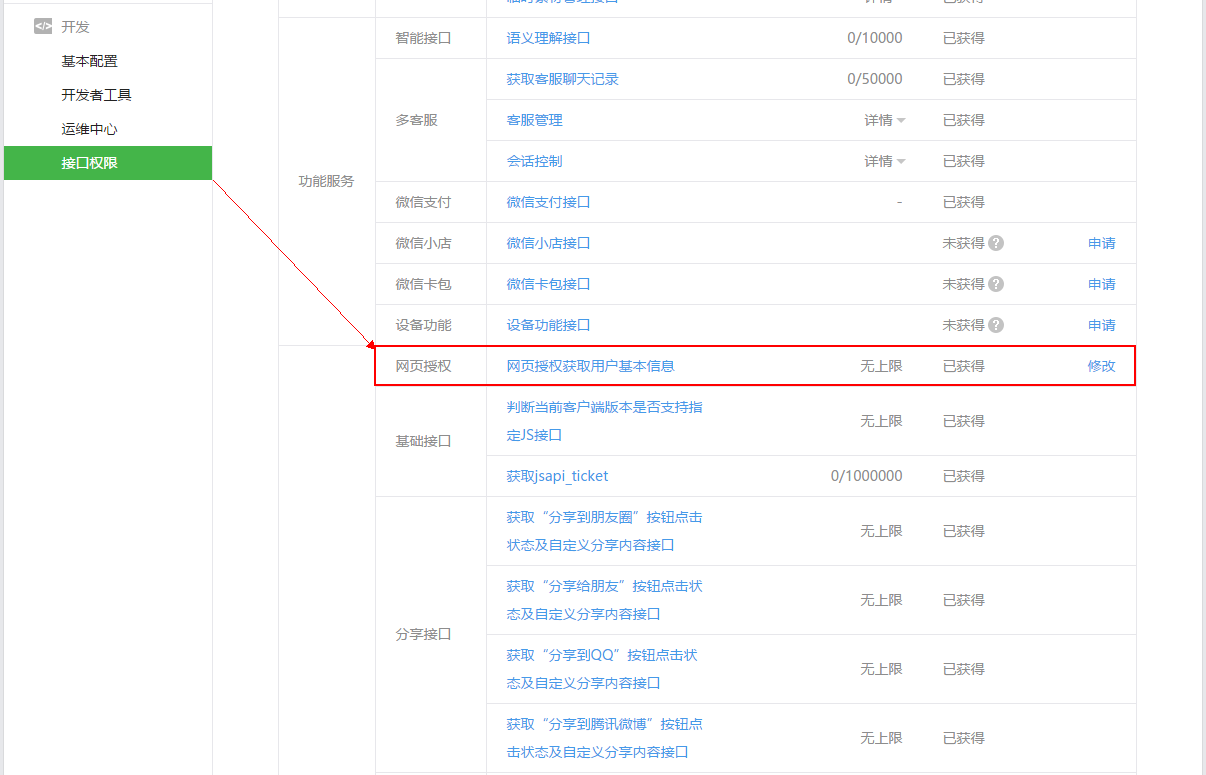 开发
基本配置
开发者工具
运维中心
接口权限
功能服务
智能接口
语义理解接口
0/10000
已获得
多客服
获取客服聊天记录
0/50000
已获得
客服管理
详情
已获得
会话控制
详情
已获得
微信支付
微信支付接口
-
已获得
微信小店
微信小店接口
未获得 ?
申请
微信卡包
微信卡包接口
未获得 ?
申请
设备功能
设备功能接口
未获得 ?
申请
网页授权
网页授权获取用户基本信息
无上限
已获得
修改
基础接口
判断当前客户端版本是否支持指
定JS接口
无上限
已获得
获取jsapi_ticket
0/1000000
已获得
分享接口
获取“分享到朋友圈”按钮点击
状态及自定义分享内容接口
无上限
已获得
获取“分享给朋友”按钮点击状
态及自定义分享内容接口
无上限
已获得
获取“分享到QQ”按钮点击状
态及自定义分享内容接口
无上限
已获得
获取“分享到腾讯微博”按钮点
击状态及自定义分享内容接口
无上限
已获得